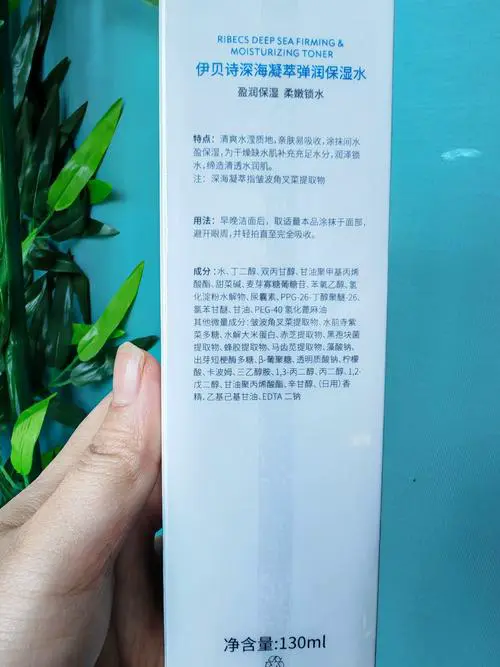 RIBECS DEEP SEA FIRMING &
MOISTURIZING TONER
伊贝诗深海凝萃弹润保湿水
盈润保湿 柔嫩锁水
特点：清爽水滢质地，亲肤易吸收，涂抹间水
盈保湿，为干燥缺水肌补充充足水分，润泽锁
水，缔造清透水润肌。
注：深海凝萃指皱波角叉菜提取物
用法：早晚洁面后，取适量本品涂抹于面部，
避开眼周，并轻拍直至完全吸收。
成分：水、丁二醇、双丙甘醇、甘油聚甲基丙烯
酸酯、甜菜碱、麦芽寡糖葡糖苷、苯氧乙醇、氢
化淀粉水解物、尿囊素、PPG-26-丁醇聚醚-26、
氯苯甘醚、甘油、PEG-40 氢化蓖麻油
其他微量成分：皱波角叉菜提取物、水前寺紫
菜多糖、水解大米蛋白、赤芝提取物、黑孢块菌
提取物、蜂胶提取物、马齿苋提取物、藻酸钠、
出芽短梗酶多糖、β-葡聚糖、透明质酸钠、柠檬
酸、卡波姆、三乙醇胺、1,3-丙二醇、丙二醇、1,2-
戊二醇、甘油聚丙烯酸酯、辛甘醇、（日用）香
精、乙基己基甘油、EDTA 二钠
净含量:130ml